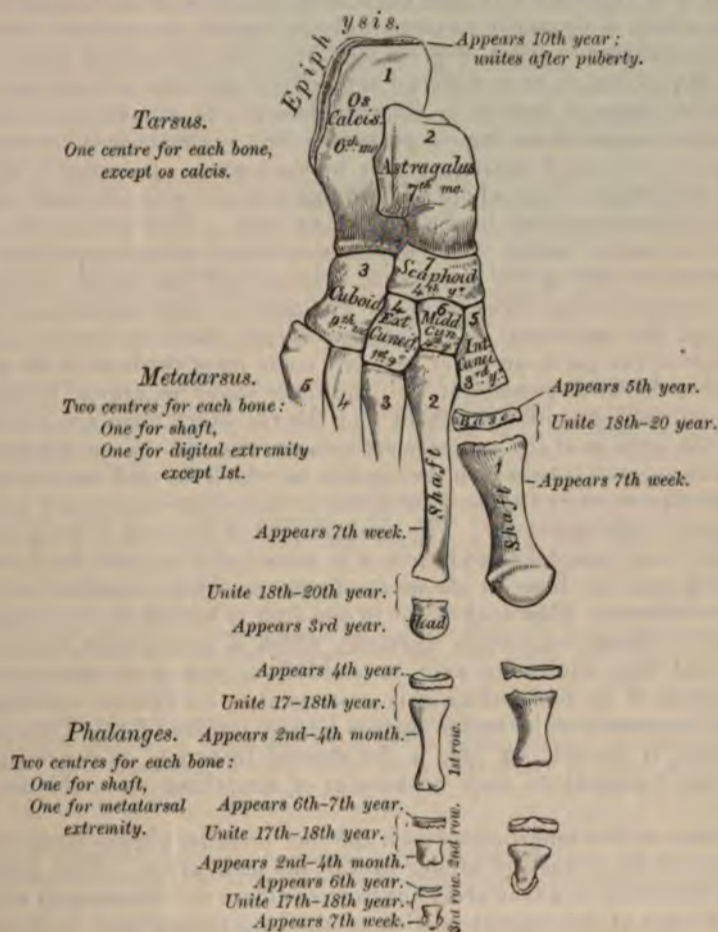 Epiphysis.
Appears 10th year;
unites after puberty.
1
Os
Calcis.
6th mo
2
Astragalus
7th mo.
Tarsus.
One centre for each bone,
except os calcis.
3
Cuboid
9th
7
Scaphoid
4th yr
4
Ext.
Cuneif.
1st yr
6
Midd
Cun.
4th yr
5
Int.
Cunei
3rd yr
Metatarsus.
Two centres for each bone:
One for shaft,
One for digital extremity
except 1st.
5
4
3
2
Shaft
Appears 5th year.
Base
Unite 18th-20 year.
1
Shaft
Appears 7th week.
Appears 7th week.
Unite 18th-20th year.
Appears 3rd year.
Head
Appears 4th year.
Unite 17-18th year.
Appears 2nd-4th month.
1st row.
Phalanges.
Two centres for each bone:
One for shaft,
One for metatarsal
extremity.
Appears 6th-7th year.
Unite 17th-18th year.
Appears 2nd-4th month.
2nd row.
Appears 6th year.
Unite 17th-18th year.
Appears 7th week.
3rd row.